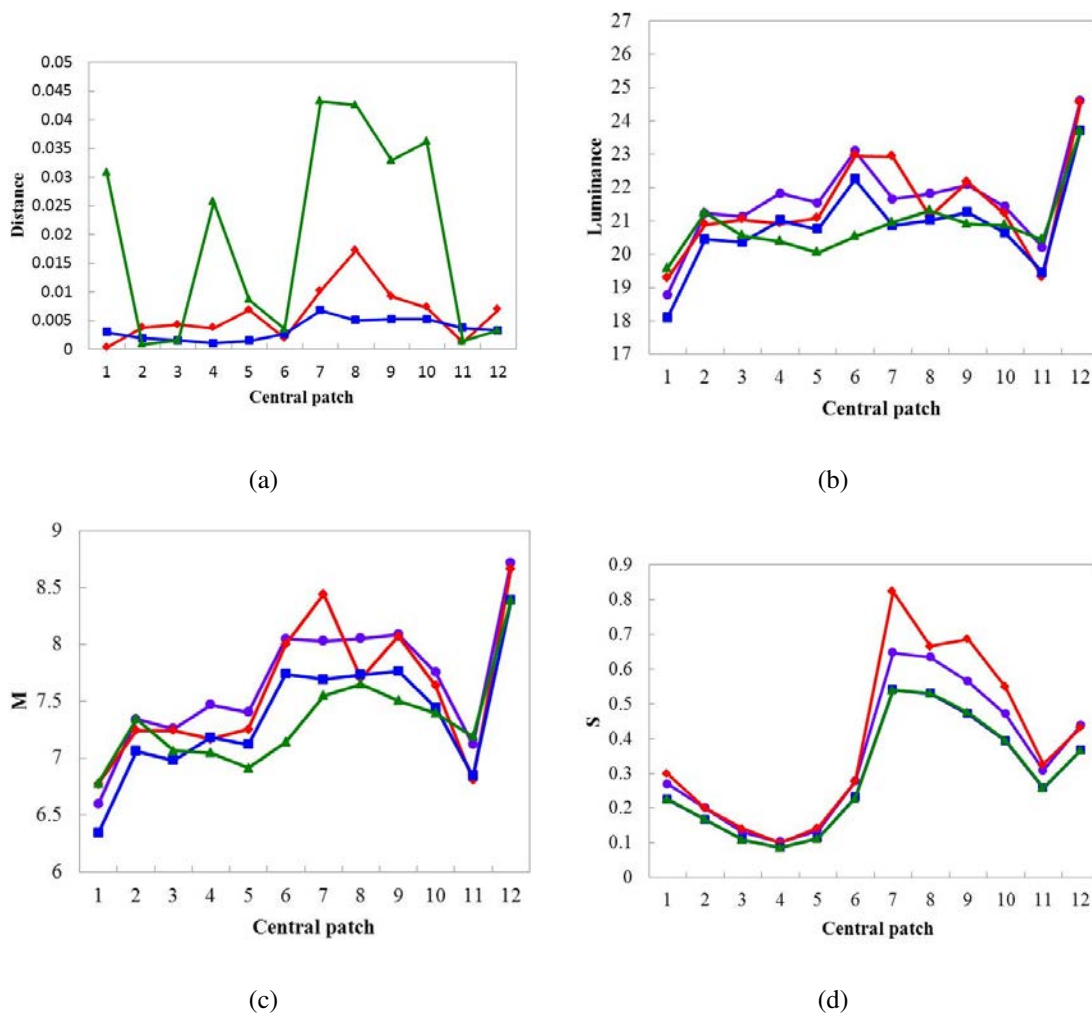 0.05
0.045
0.04
0.035
0.03
0.025
0.02
0.015
0.01
0.005
0
Distance
1 2 3 4 5 6 7 8 9 10 11 12
Central patch
(a)
27
26
25
24
23
22
21
20
19
18
17
Luminance
1 2 3 4 5 6 7 8 9 10 11 12
Central patch
(b)
9
8.5
8
7.5
7
6.5
6
M
1 2 3 4 5 6 7 8 9 10 11 12
Central patch
(c)
0.9
0.8
0.7
0.6
0.5
0.4
0.3
0.2
0.1
0
S
1 2 3 4 5 6 7 8 9 10 11 12
Central patch
(d)